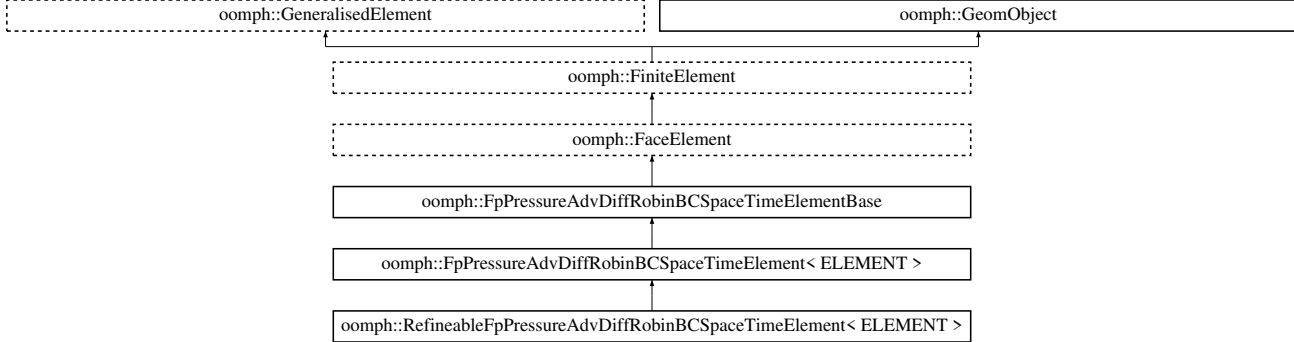 oomph::GeneralisedElement
oomph::GeomObject
oomph::FiniteElement
oomph::FaceElement
oomph::FpPressureAdvDiffRobinBCSpaceTimeElementBase
oomph::FpPressureAdvDiffRobinBCSpaceTimeElement< ELEMENT >
oomph::RefineableFpPressureAdvDiffRobinBCSpaceTimeElement< ELEMENT >